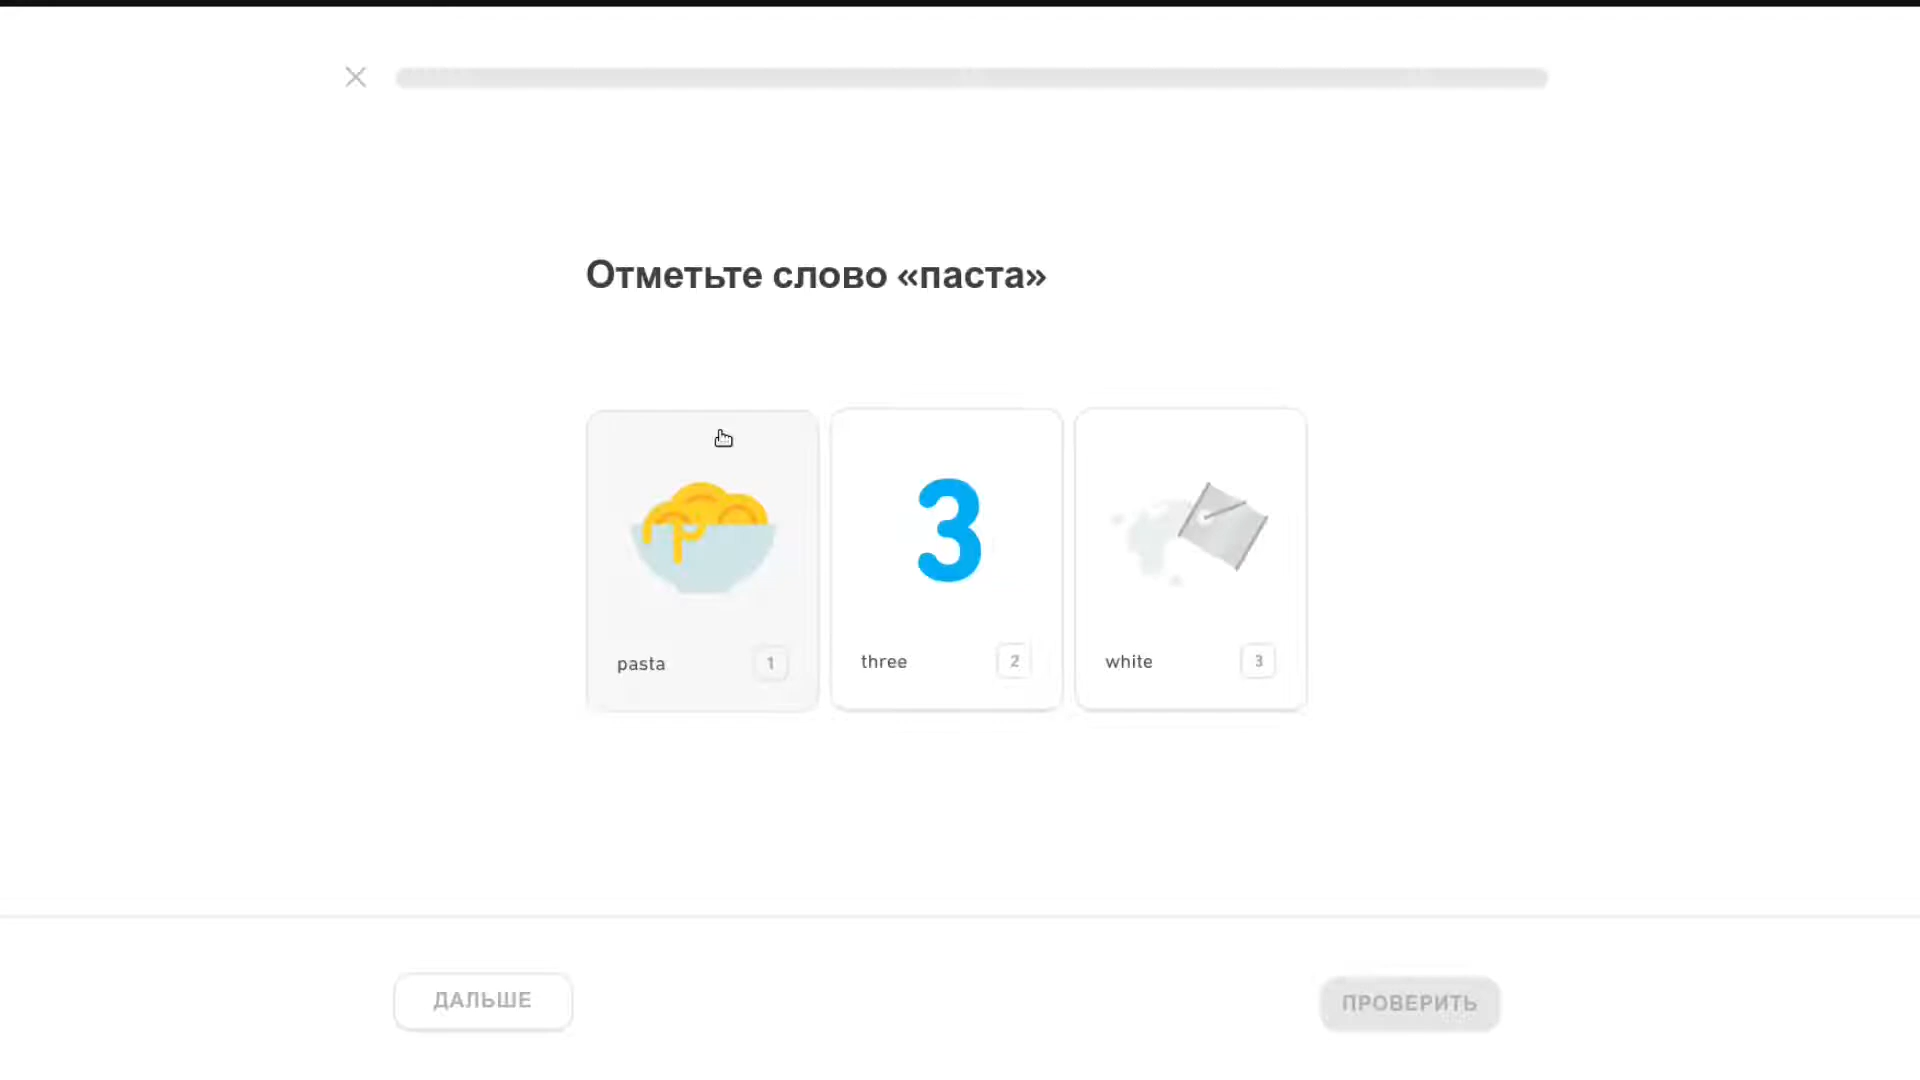 Отметьте слово «паста»
3
pasta 1
three 2
white 3
ДАЛЬШЕ
ПРОВЕРИТЬ